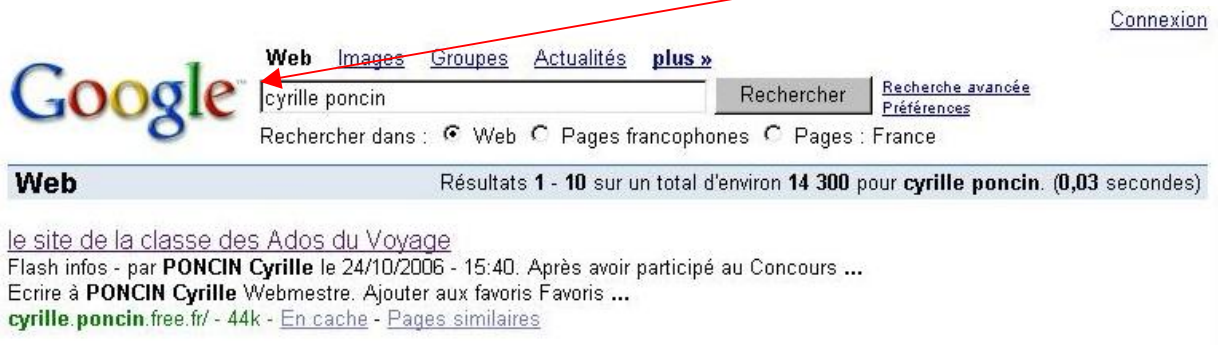 Connexion
Web Images Groupes Actualités plus »
Google™
cyrille poncin Rechercher Recherche avancée
Préférences
Rechercher dans : Web Pages francophones Pages : France
Web Résultats 1 - 10 sur un total d'environ 14 300 pour cyrille poncin. (0,03 secondes)
le site de la classe des Ados du Voyage
Flash infos - par PONCIN Cyrille le 24/10/2006 - 15:40. Après avoir participé au Concours ...
Ecrire à PONCIN Cyrille Webmestre. Ajouter aux favoris Favoris ...
cyrille.poncin.free.fr/ - 44k - En cache - Pages similaires